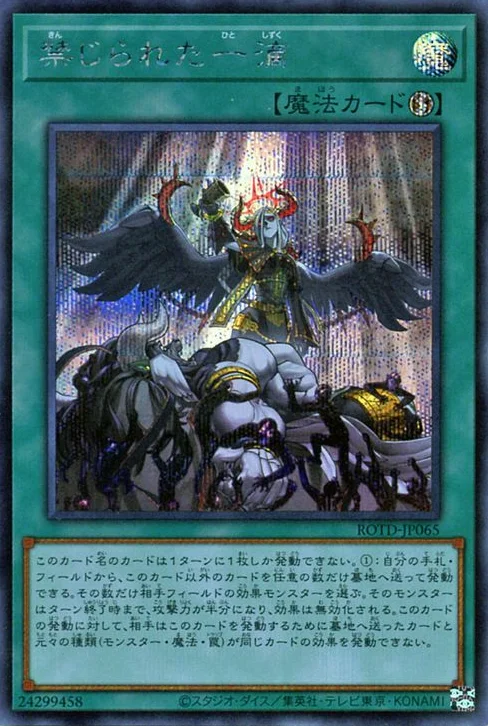 禁じられた一滴
魔
【魔法カード】
ROTD-JP065
このカード名のカードは1ターンに1枚しか発動できない。①:自分の手札・
フィールドから、このカード以外のカードを任意の数だけ墓地へ送って発動
できる。その数だけ相手フィールドの効果モンスターを選ぶ。そのモンスター
はターン終了時まで、攻撃力が半分になり、効果は無効化される。このカード
の発動に対して、相手はこのカードを発動するために墓地へ送ったカードと
元々の種類(モンスター・魔法・罠)が同じカードの効果を発動できない。
24299458
©スタジオ・ダイス/集英社・テレビ東京・KONAMI